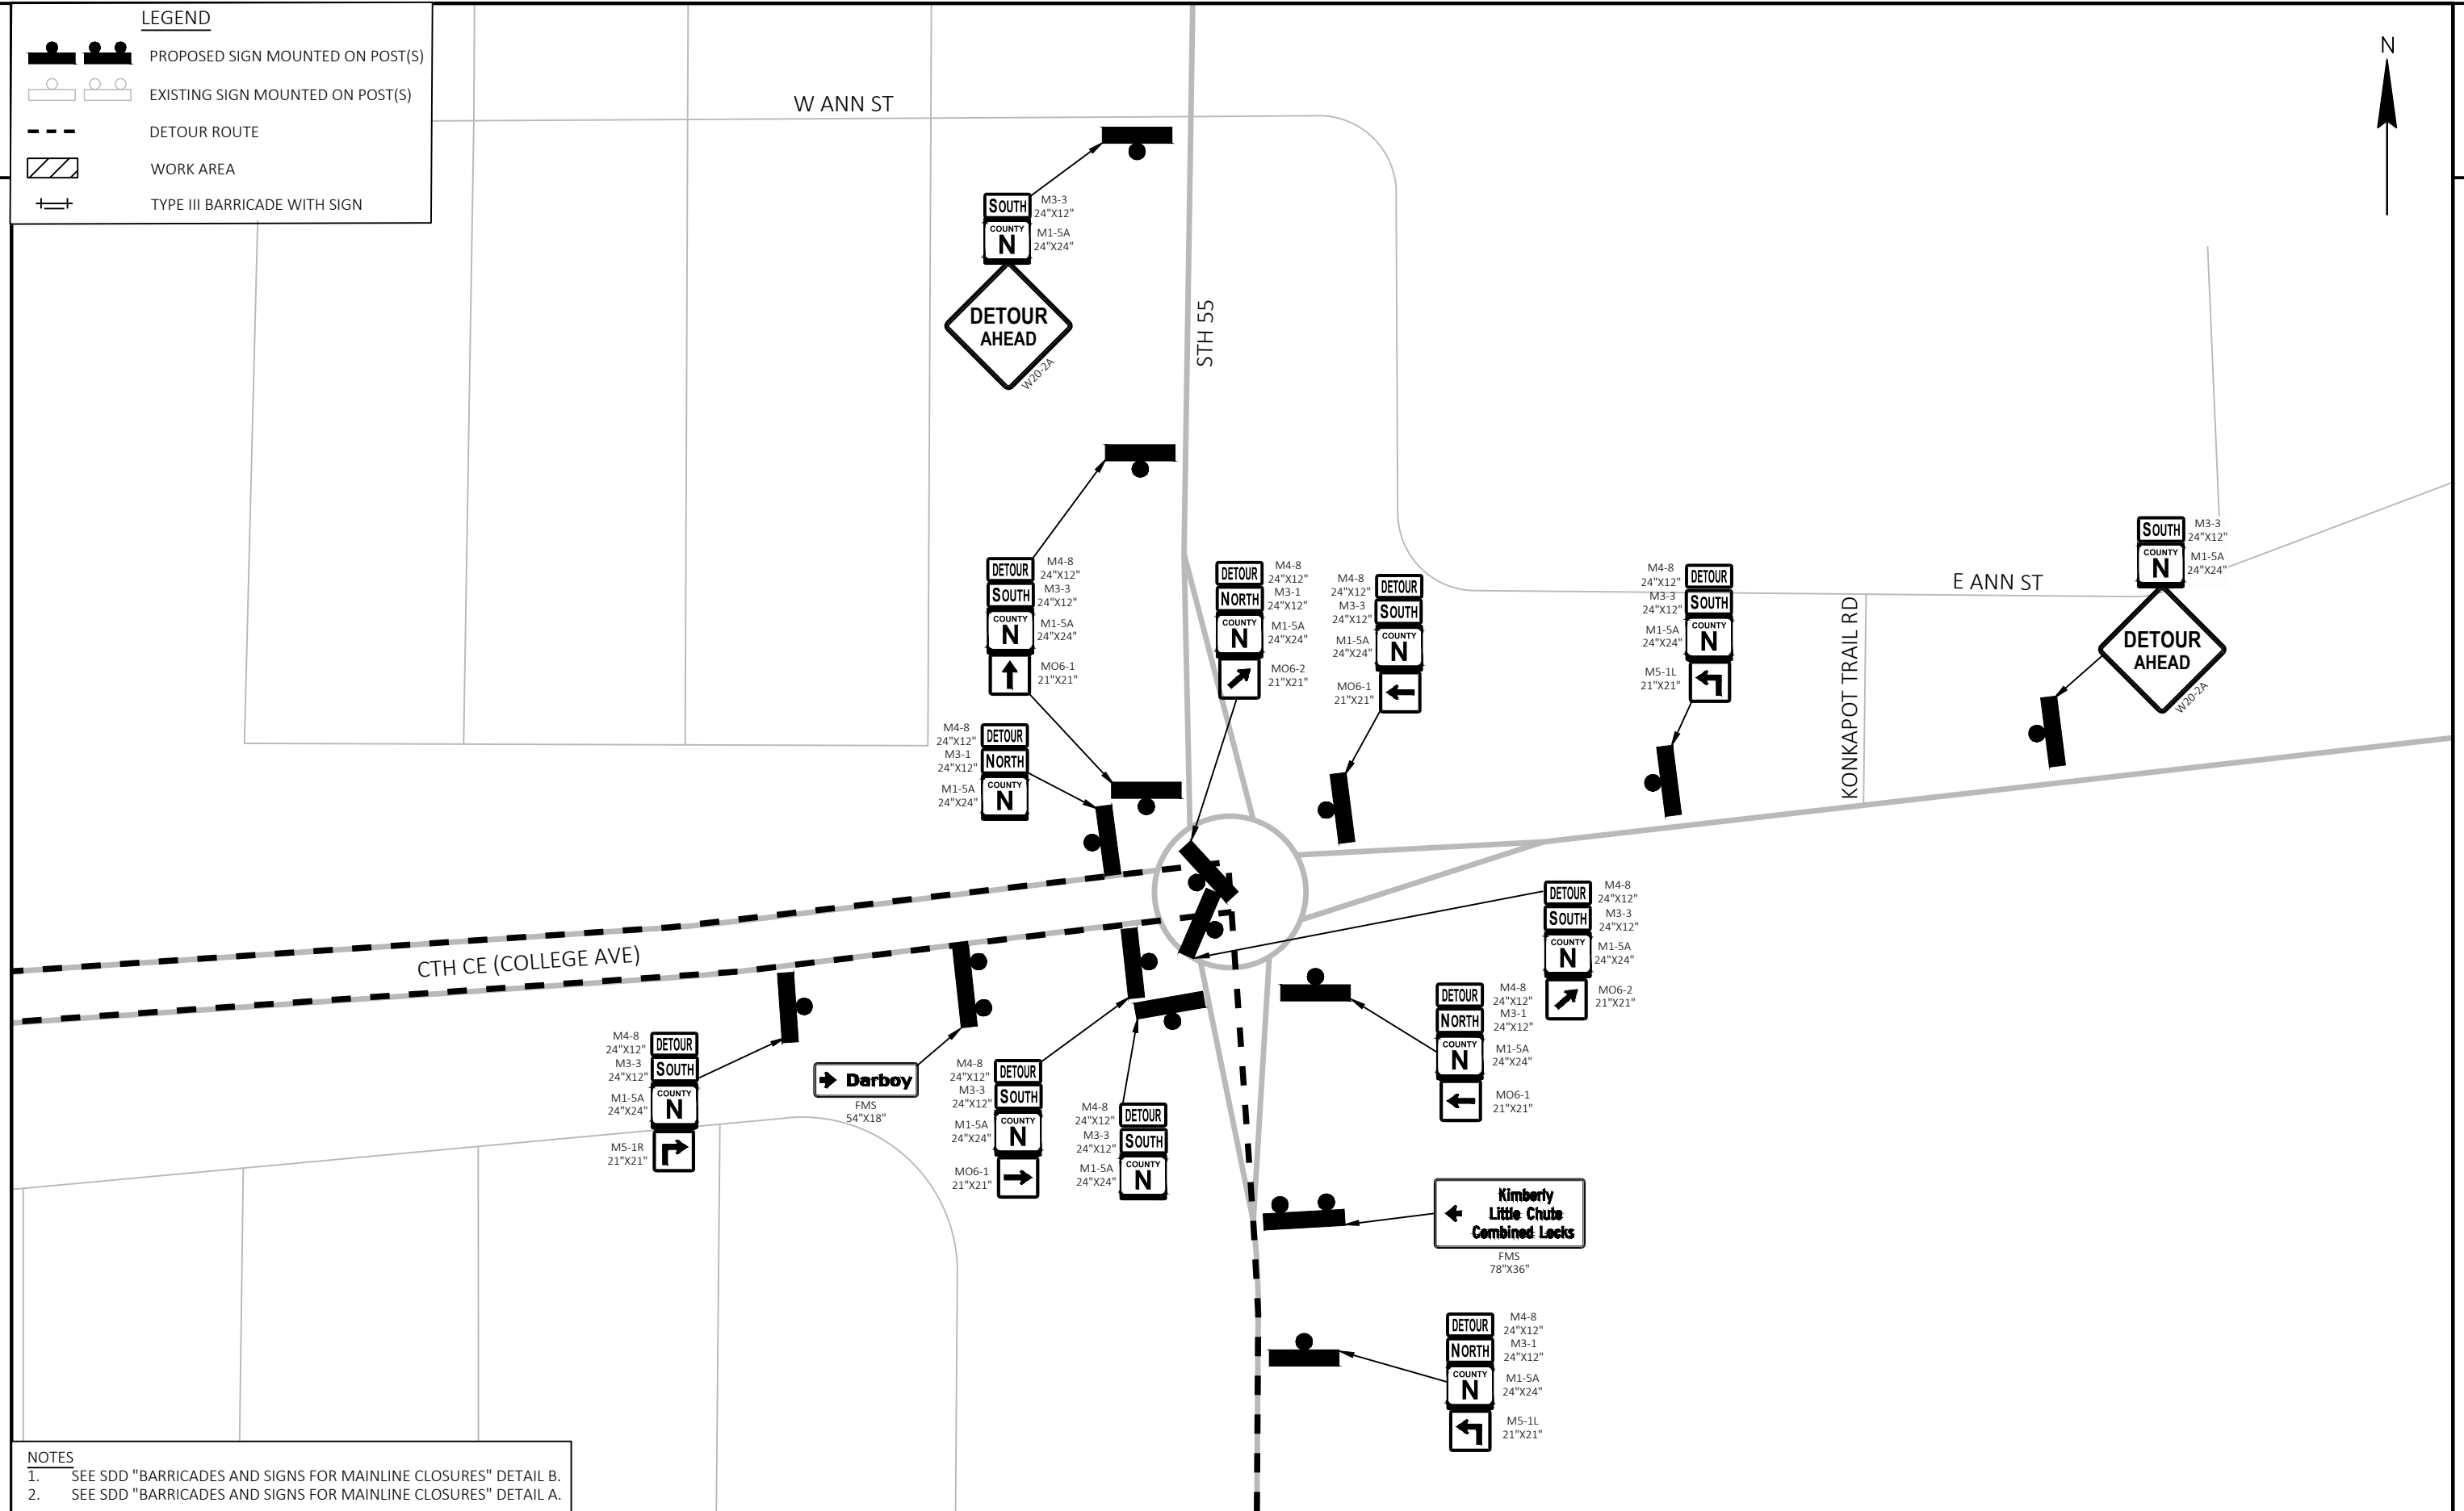 LEGEND
PROPOSED SIGN MOUNTED ON POST(S)
EXISTING SIGN MOUNTED ON POST(S)
DETOUR ROUTE
WORK AREA
TYPE III BARRICADE WITH SIGN
N
W ANN ST
STH 55
SOUTH
M3-3
24"X12"
COUNTY
N
M1-5A
24"X24"
DETOUR
AHEAD
W20-2A
DETOUR
M4-8
24"X12"
SOUTH
M3-3
24"X12"
COUNTY
N
M1-5A
24"X24"
MO6-1
21"X21"
DETOUR
M4-8
24"X12"
NORTH
M3-1
24"X12"
COUNTY
N
M1-5A
24"X24"
MO6-2
21"X21"
M4-8
24"X12"
DETOUR
M3-3
24"X12"
SOUTH
M1-5A
24"X24"
COUNTY
N
MO6-1
21"X21"
M4-8
24"X12"
DETOUR
M3-3
24"X12"
SOUTH
M1-5A
24"X24"
COUNTY
N
M5-1L
21"X21"
KONKAPOT TRAIL RD
E ANN ST
SOUTH
M3-3
24"X12"
COUNTY
N
M1-5A
24"X24"
DETOUR
AHEAD
W20-2A
M4-8
24"X12"
DETOUR
M3-1
24"X12"
NORTH
M1-5A
24"X24"
COUNTY
N
CTH CE (COLLEGE AVE)
DETOUR
M4-8
24"X12"
SOUTH
M3-3
24"X12"
COUNTY
N
M1-5A
24"X24"
MO6-2
21"X21"
DETOUR
M4-8
24"X12"
NORTH
M3-1
24"X12"
COUNTY
N
M1-5A
24"X24"
MO6-1
21"X21"
M4-8
24"X12"
DETOUR
M3-3
24"X12"
SOUTH
M1-5A
24"X24"
COUNTY
N
M5-1R
21"X21"
Darboy
FMS
54"X18"
M4-8
24"X12"
DETOUR
M3-3
24"X12"
SOUTH
M1-5A
24"X24"
COUNTY
N
MO6-1
21"X21"
M4-8
24"X12"
DETOUR
M3-3
24"X12"
SOUTH
M1-5A
24"X24"
COUNTY
N
Kimberly
Little Chute
Combined Locks
FMS
78"X36"
DETOUR
M4-8
24"X12"
NORTH
M3-1
24"X12"
COUNTY
N
M1-5A
24"X24"
M5-1L
21"X21"
NOTES
1. SEE SDD "BARRICADES AND SIGNS FOR MAINLINE CLOSURES" DETAIL B.
2. SEE SDD "BARRICADES AND SIGNS FOR MAINLINE CLOSURES" DETAIL A.